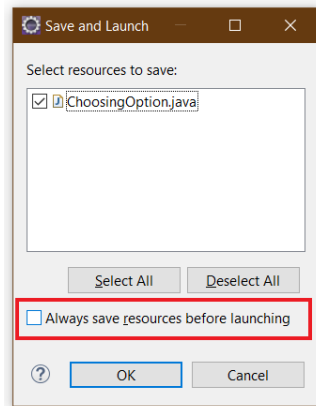 Save and Launch
Select resources to save:
ChoosingOption.java
Select All Deselect All
Always save resources before launching
OK Cancel